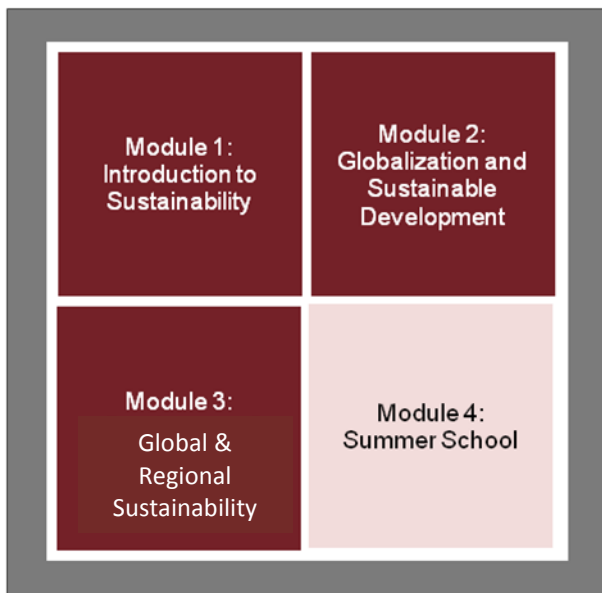 Module 1:
Introduction to
Sustainability
Module 2:
Globalization and
Sustainable
Development
Module 3:
Global &
Regional
Sustainability
Module 4:
Summer School